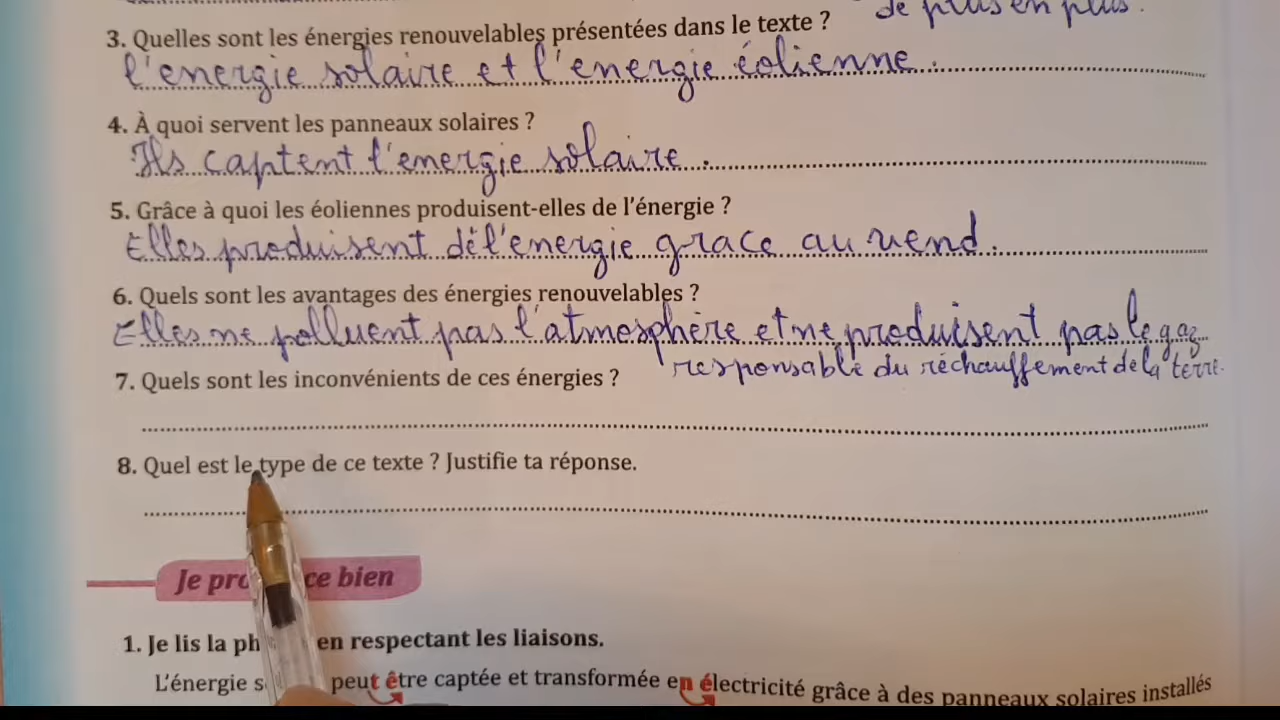 de plus en plus.
3. Quelles sont les énergies renouvelables présentées dans le texte ?
l'energie solaire et l'energie éolienne.
4. À quoi servent les panneaux solaires ?
Ils captent l'energie solaire.
5. Grâce à quoi les éoliennes produisent-elles de l'énergie ?
Elles produisent de l'energie grace au vend.
6. Quels sont les avantages des énergies renouvelables ?
Elles ne polluent pas l'atmosphère et ne produisent pas le gaz
responsable du réchauffement de la terre.
7. Quels sont les inconvénients de ces énergies ?
8. Quel est le type de ce texte ? Justifie ta réponse.
Je pro ce bien
1. Je lis la ph en respectant les liaisons.
L'énergie s peut être captée et transformée en électricité grâce à des panneaux solaires installés